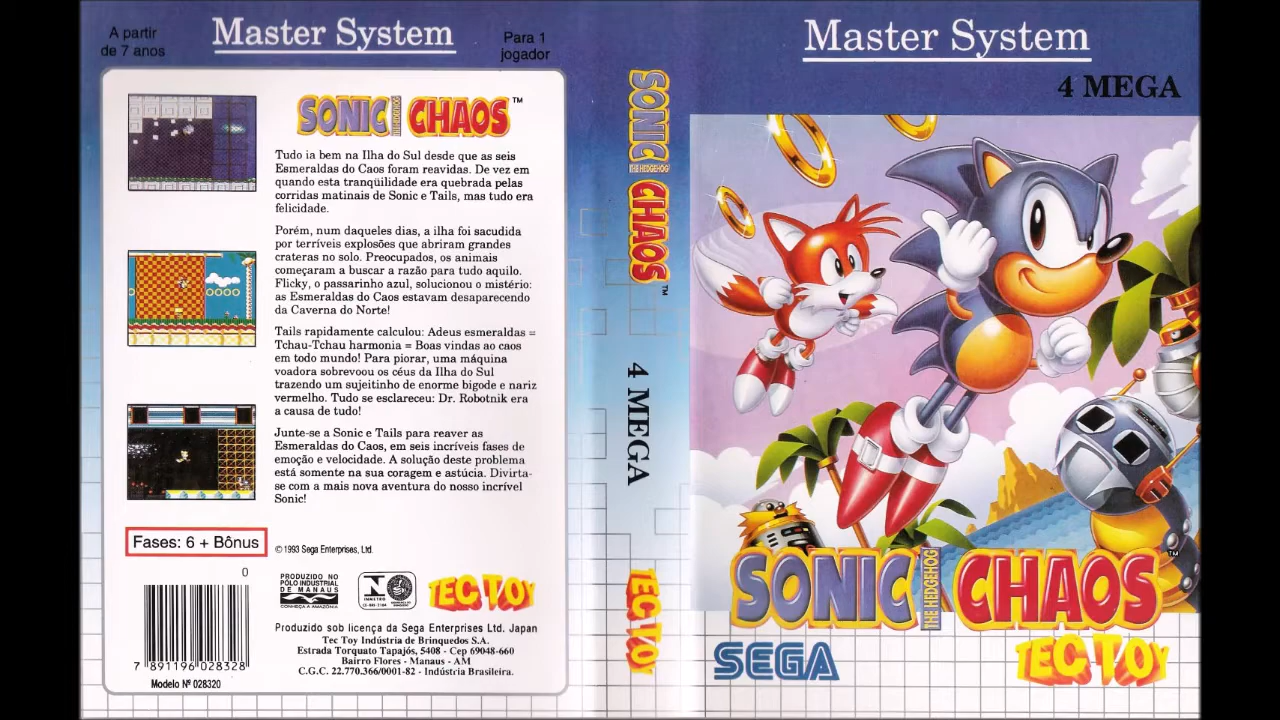 A partir
de 7 anos
Master System
Para 1
jogador
SONIC THE HEDGEHOG CHAOS™
Tudo ia bem na Ilha do Sul desde que as seis
Esmeraldas do Caos foram reavidas. De vez em
quando esta tranqüilidade era quebrada pelas
corridas matinais de Sonic e Tails, mas tudo era
felicidade.
Porém, num daqueles dias, a ilha foi sacudida
por terríveis explosões que abriram grandes
crateras no solo. Preocupados, os animais
começaram a buscar a razão para tudo aquilo.
Flicky, o passarinho azul, solucionou o mistério:
as Esmeraldas do Caos estavam desaparecendo
da Caverna do Norte!
Tails rapidamente calculou: Adeus esmeraldas =
Tchau-Tchau harmonia = Boas vindas ao caos
em todo mundo! Para piorar, uma máquina
voadora sobrevoou os céus da Ilha do Sul
trazendo um sujeitinho de enorme bigode e nariz
vermelho. Tudo se esclareceu: Dr. Robotnik era
a causa de tudo!
Junte-se a Sonic e Tails para reaver as
Esmeraldas do Caos, em seis incríveis fases de
emoção e velocidade. A solução deste problema
está somente na sua coragem e astúcia. Divirta-
se com a mais nova aventura do nosso incrível
Sonic!
Fases: 6 + Bônus
© 1993 Sega Enterprises, Ltd.
0
7 891196 028328
Modelo Nº 028320
PRODUZIDO NO
PÓLO INDUSTRIAL
DE MANAUS
CONHEÇA A AMAZÔNIA
N
INMETRO
TEC TOY
Produzido sob licença da Sega Enterprises Ltd. Japan
Tec Toy Indústria de Brinquedos S.A.
Estrada Torquato Tapajós, 5408 - Cep 69048-660
Bairro Flores - Manaus - AM
C.G.C. 22.770.366/0001-82 - Indústria Brasileira.
SONIC THE HEDGEHOG CHAOS™
4 MEGA
TEC TOY
Master System
4 MEGA
SONIC THE HEDGEHOG CHAOS™
SEGA
TEC TOY